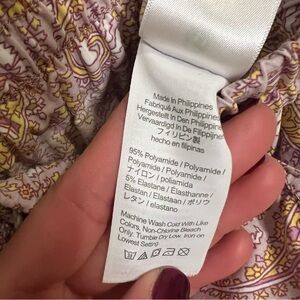 Made In Philippines
Fabriqué Aux Philippines
Hergestellt In Den Philippinen
Vervaardigd In De Filippijnen
フィリピン製
hecho en filipinas
95% Polyamide / Polyamide /
Polyamid / Polyamide /
ナイロン / poliamida
5% Elastane / Elasthanne /
Elastan / Elastaan / ポリウ
レタン / elastano
Machine Wash Cold With Like
Colors, Non-Chlorine Bleach
Only, Tumble Dry Low, Iron on
Lowest Setting